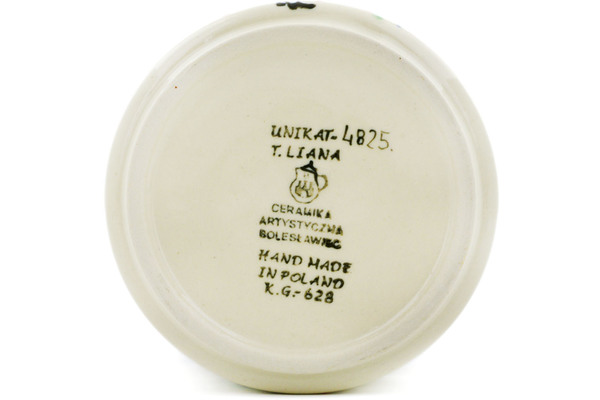 UNIKAT-4825.
T. LIANA
CERAMIKA
ARTYSTYCZNA
BOLESŁAWIEC
HAND MADE
IN POLAND
K.G.-628